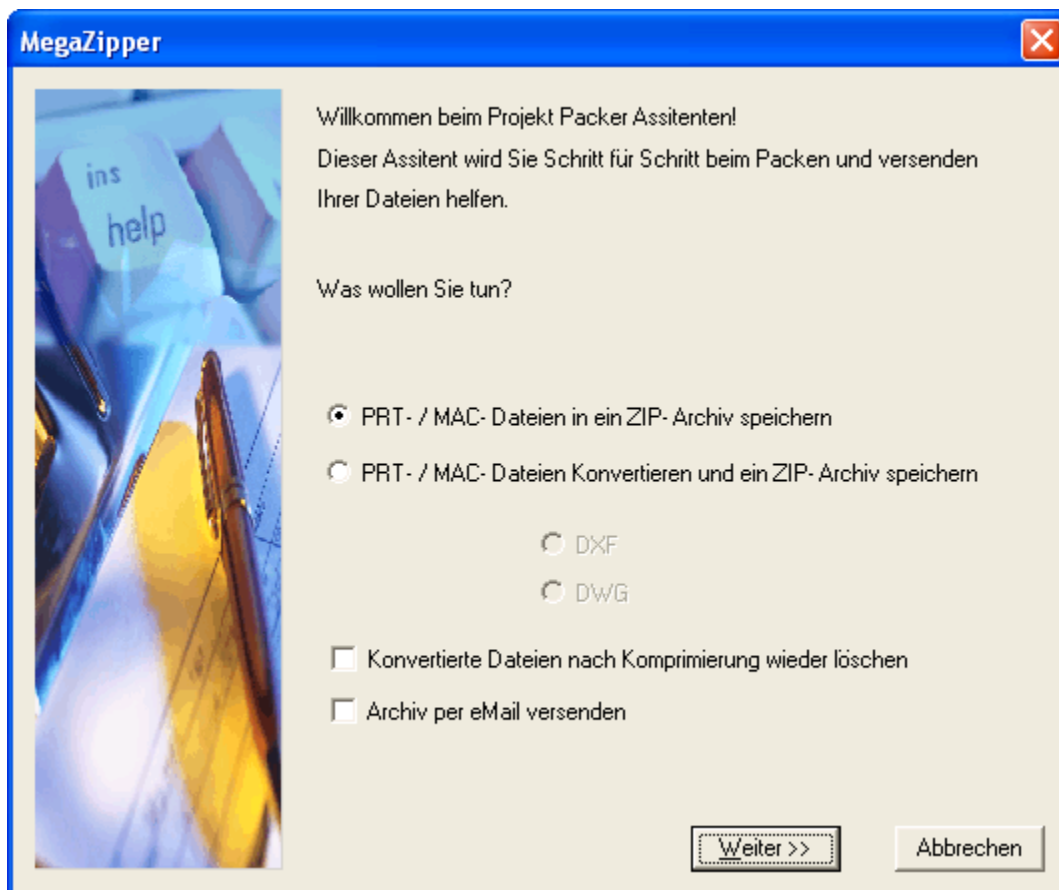 MegaZipper
ins
help
Willkommen beim Projekt Packer Assitenten!
Dieser Assitent wird Sie Schritt für Schritt beim Packen und versenden
Ihrer Dateien helfen.
Was wollen Sie tun?
PRT- / MAC- Dateien in ein ZIP- Archiv speichern
PRT- / MAC- Dateien Konvertieren und ein ZIP- Archiv speichern
DXF
DWG
Konvertierte Dateien nach Komprimierung wieder löschen
Archiv per eMail versenden
Weiter >>
Abbrechen